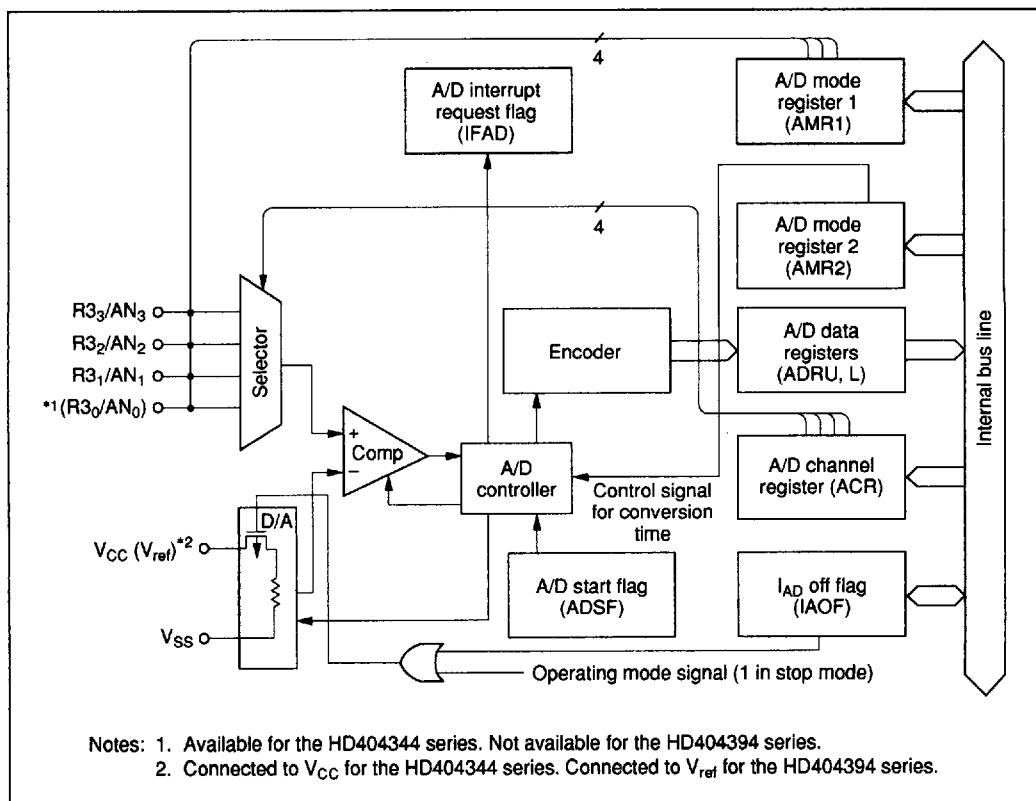 4
A/D interrupt
request flag
(IFAD)
A/D mode
register 1
(AMR1)
4
A/D mode
register 2
(AMR2)
R3₃/AN₃
R3₂/AN₂
R3₁/AN₁
*1(R3₀/AN₀)
Selector
Encoder
A/D data
registers
(ADRU, L)
Internal bus line
+
Comp
−
A/D
controller
Control signal
for conversion
time
A/D channel
register (ACR)
D/A
V_CC (V_ref)*2
V_SS
A/D start flag
(ADSF)
I_AD off flag
(IAOF)
Operating mode signal (1 in stop mode)
Notes: 1. Available for the HD404344 series. Not available for the HD404394 series.
2. Connected to V_CC for the HD404344 series. Connected to V_ref for the HD404394 series.